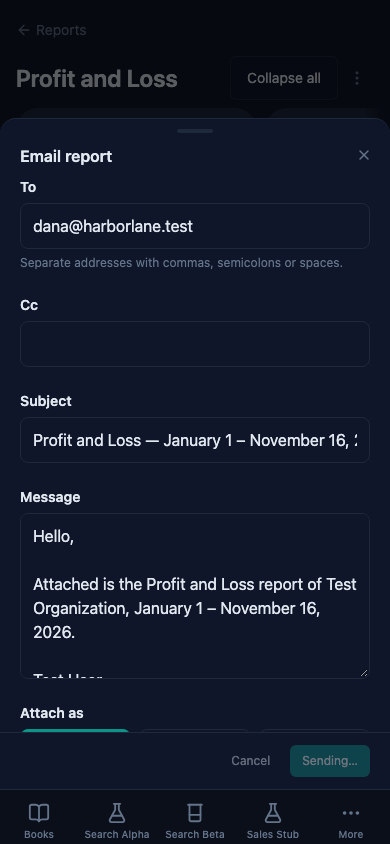 Reports
Profit and Loss
Collapse all
Email report
To
dana@harborlane.test
Separate addresses with commas, semicolons or spaces.
Cc
Subject
Profit and Loss — January 1 – November 16,
Message
Hello,
Attached is the Profit and Loss report of Test
Organization, January 1 – November 16,
2026.
Test User
Attach as
Cancel
Sending...
Books
Search Alpha
Search Beta
Sales Stub
More